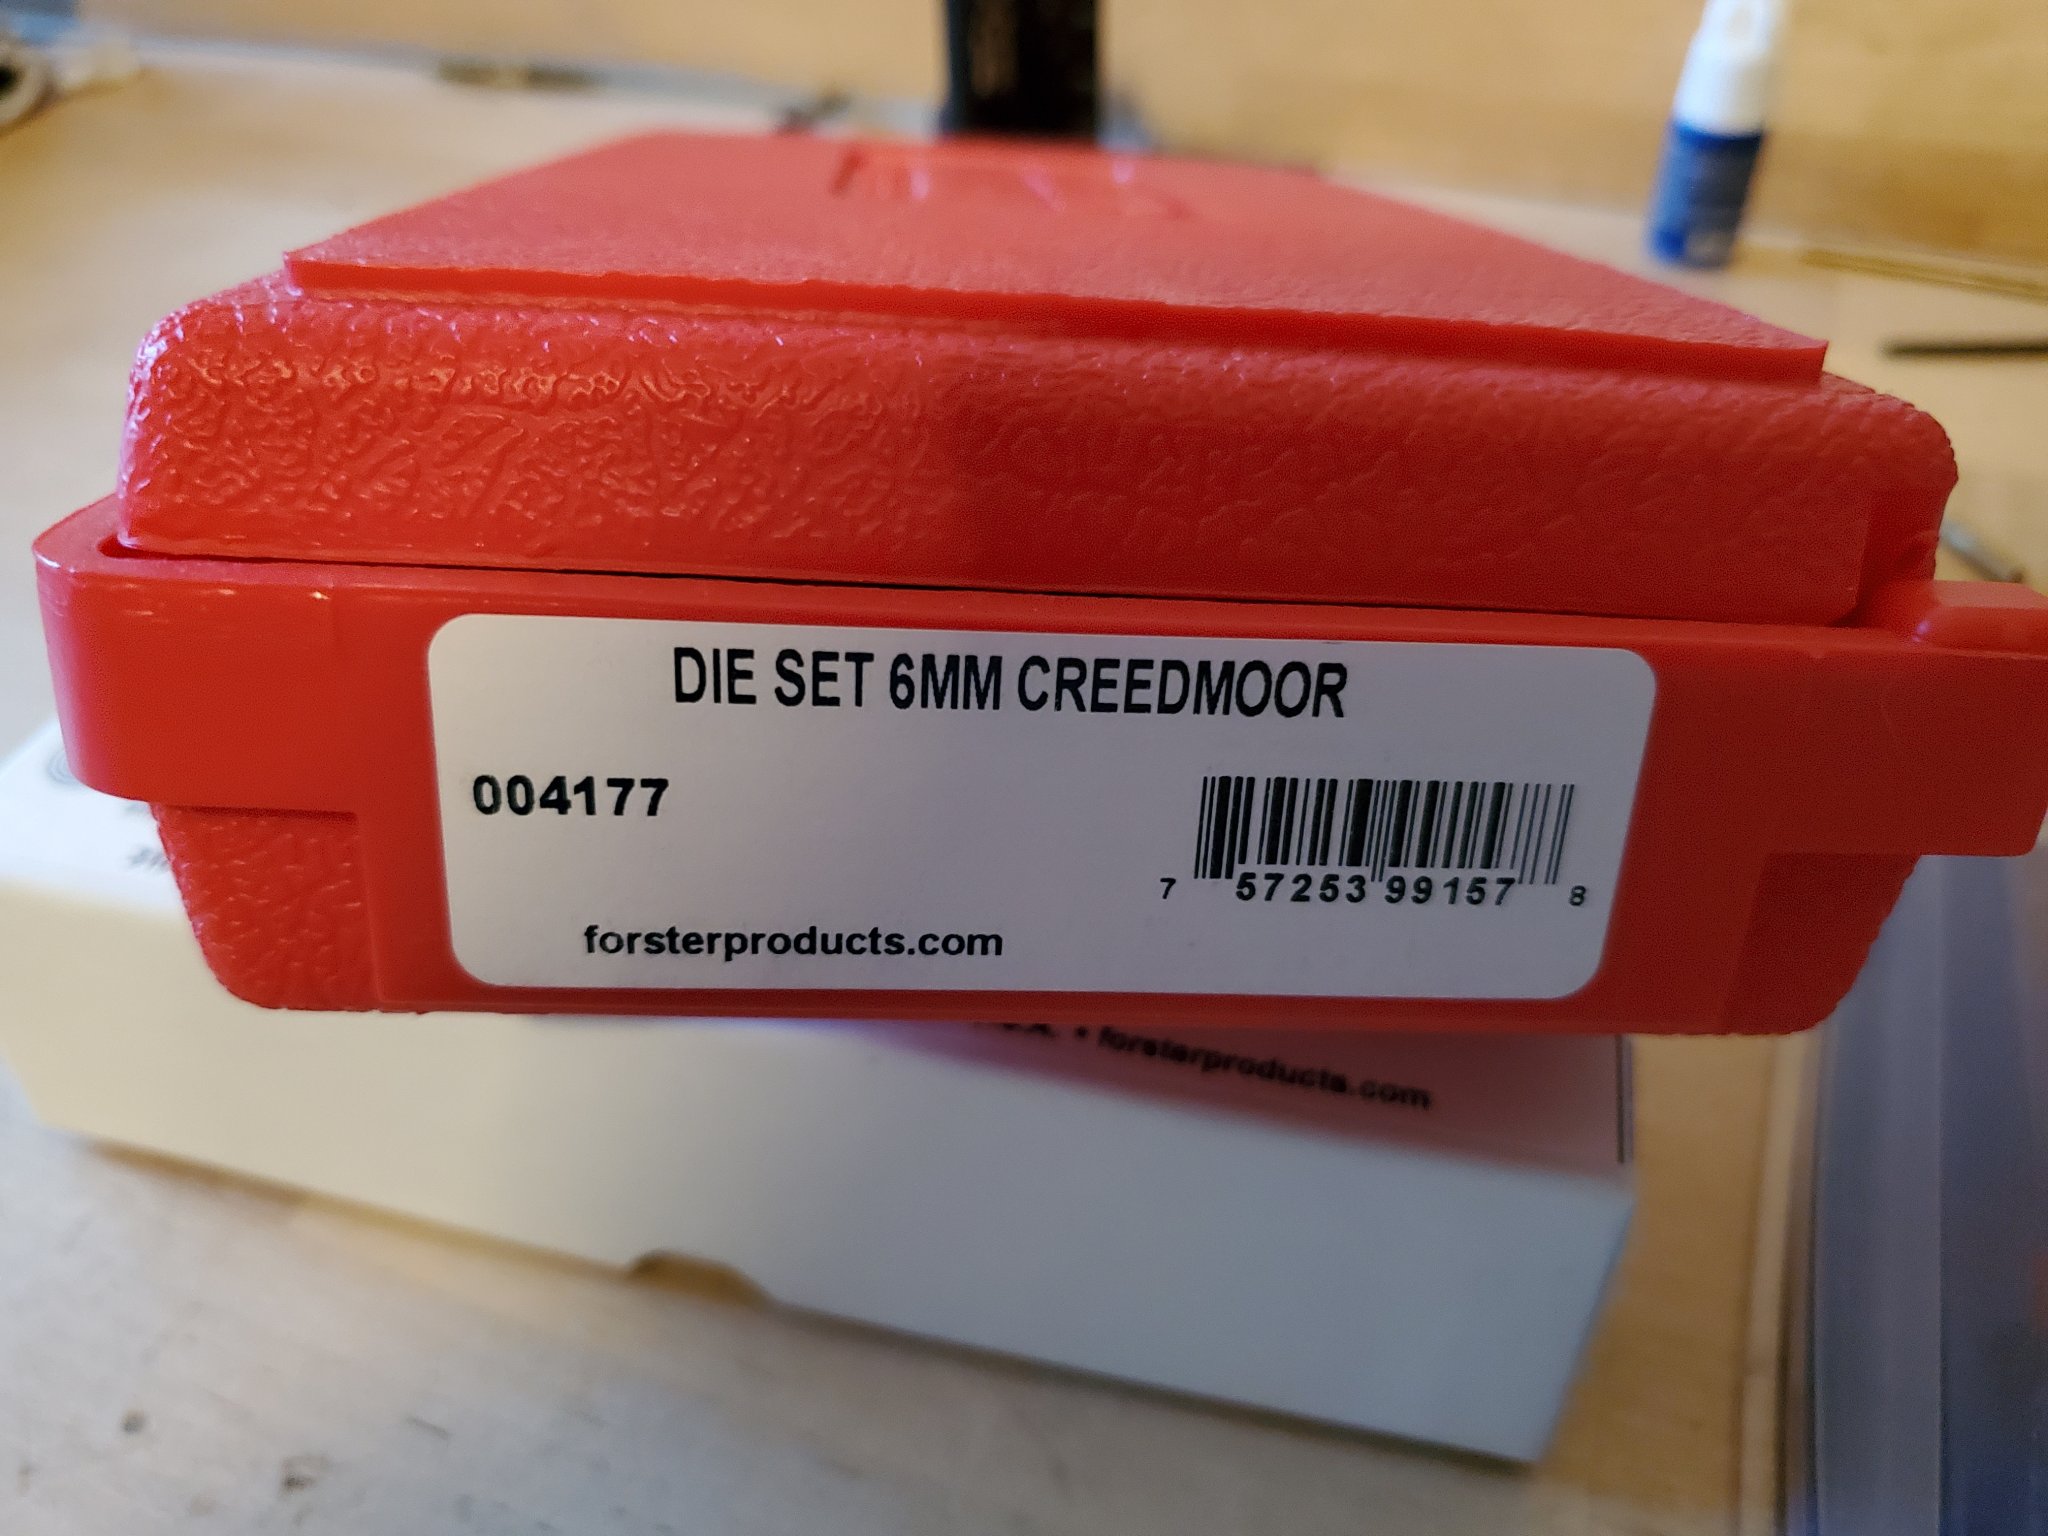 DIE SET 6MM CREEDMOOR
004177
7 57253 99157 8
forsterproducts.com
• forsterproducts.com